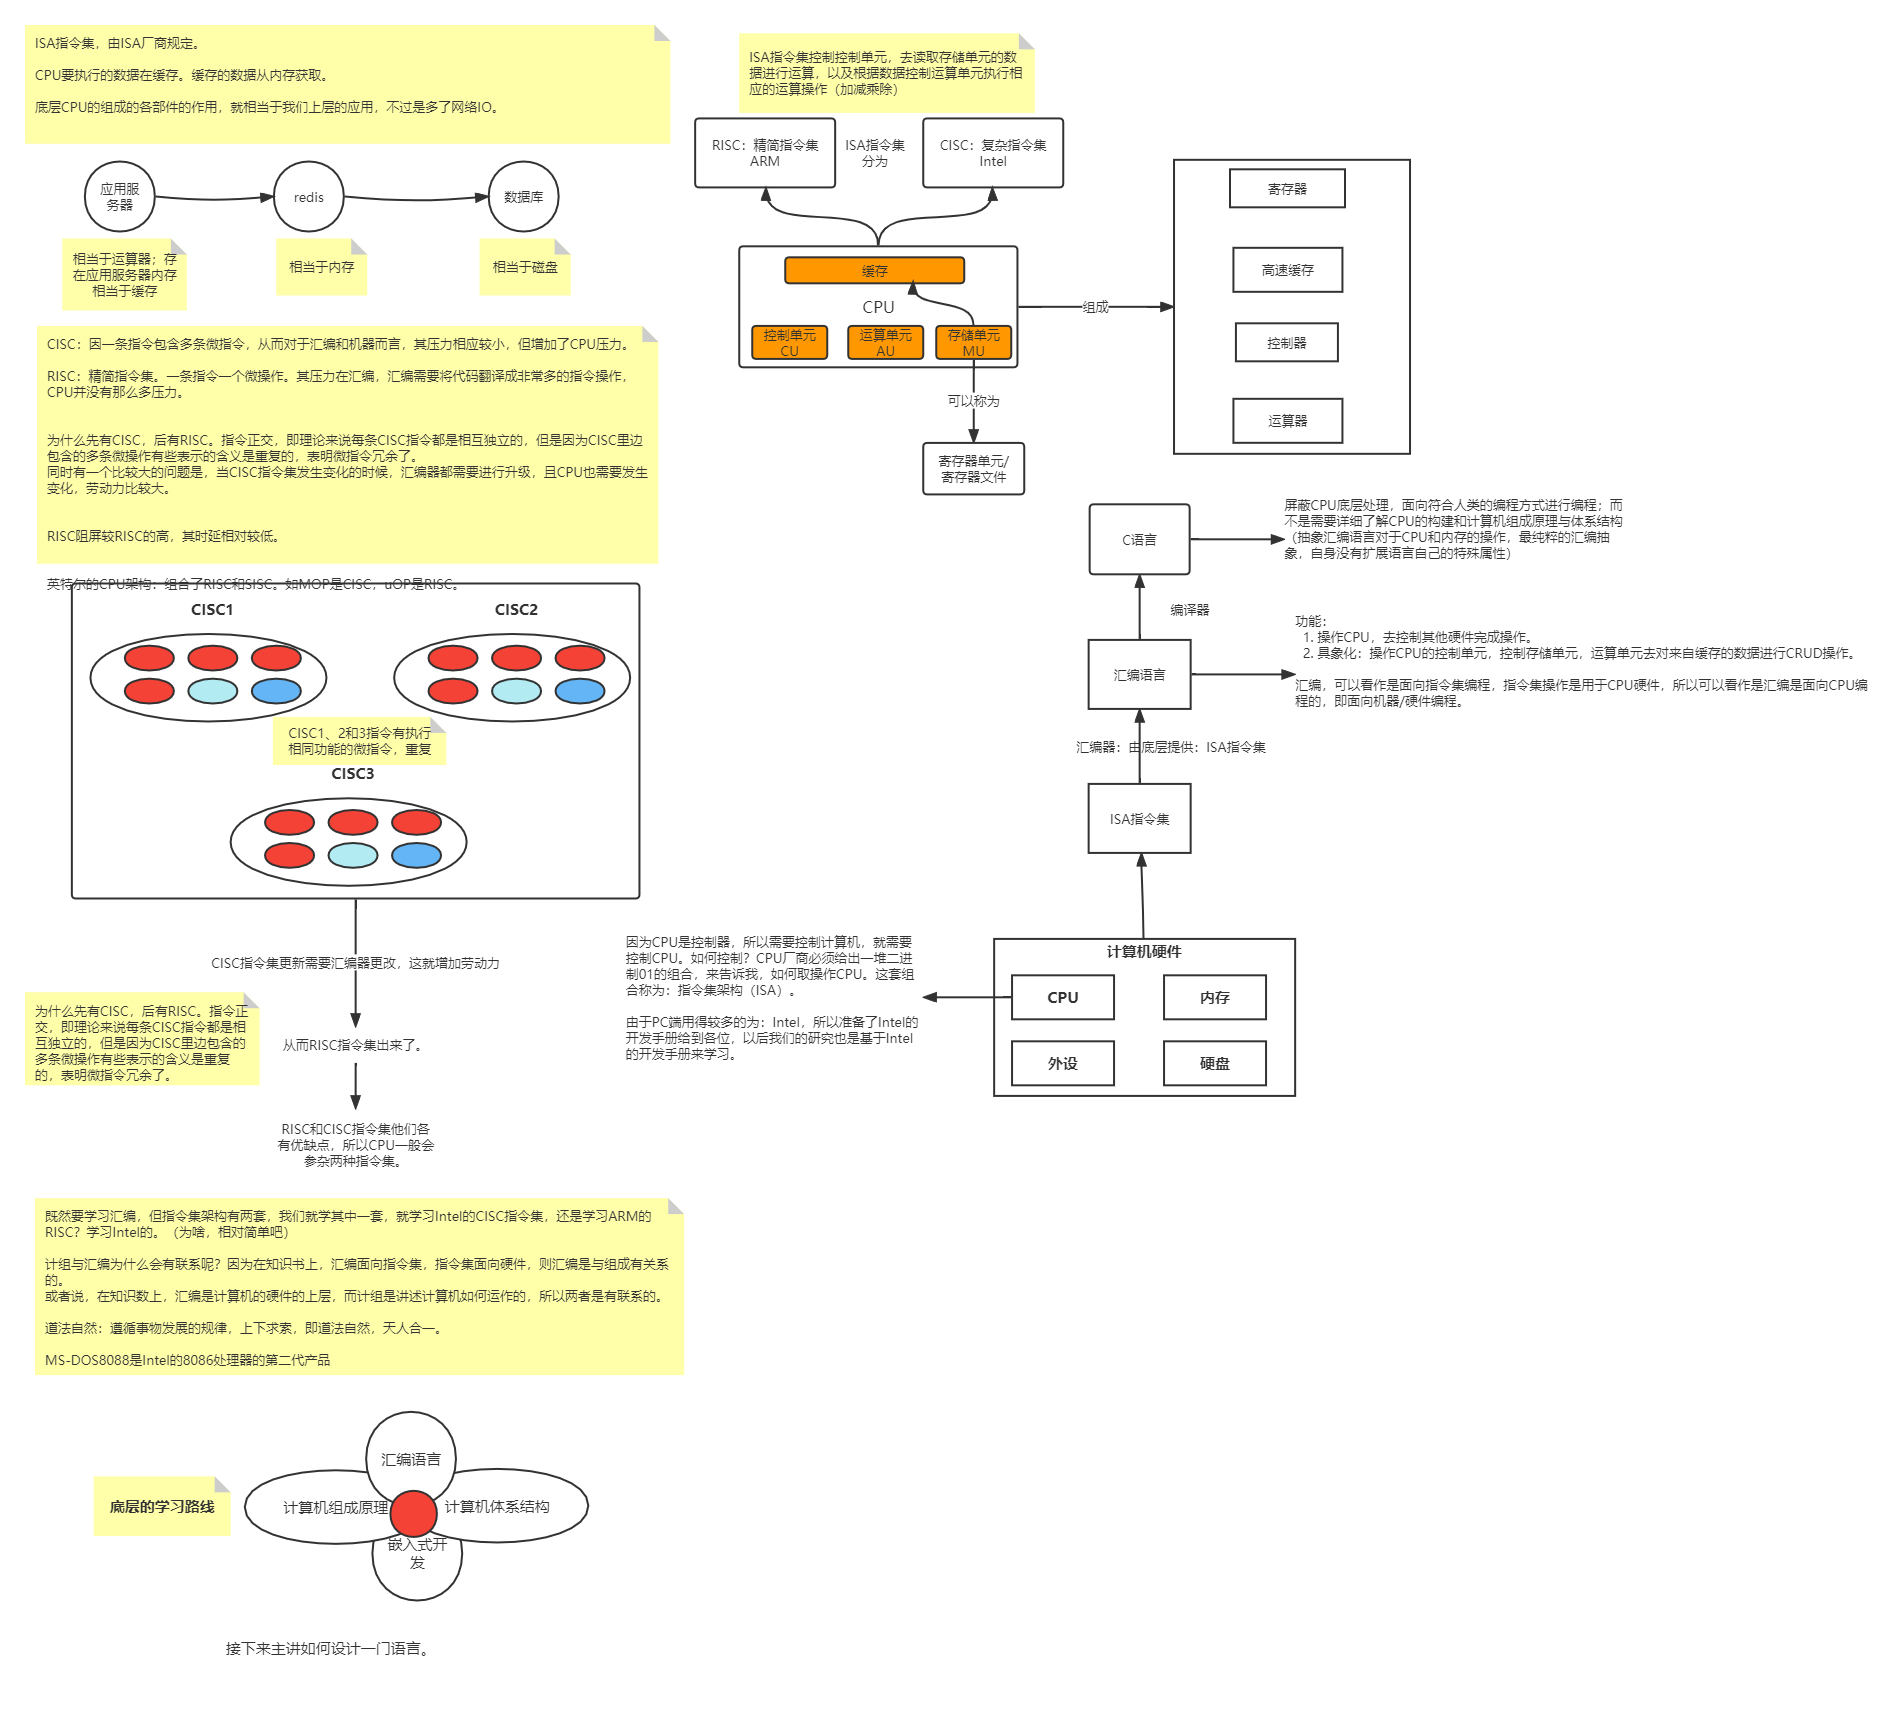 ISA指令集，由ISA厂商规定。
CPU要执行的数据在缓存。缓存的数据从内存获取。
底层CPU的组成的各部件的作用，就相当于我们上层的应用，不过是多了网络IO。
应用服
务器
redis
数据库
相当于运算器；存
在应用服务器内存
相当于缓存
相当于内存
相当于磁盘
CISC：因一条指令包含多条微指令，从而对于汇编和机器而言，其压力相应较小，但增加了CPU压力。
RISC：精简指令集。一条指令一个微操作。其压力在汇编，汇编需要将代码翻译成非常多的指令操作，
CPU并没有那么多压力。
为什么先有CISC，后有RISC。指令正交，即理论来说每条CISC指令都是相互独立的，但是因为CISC里边
包含的多条微操作有些表示的含义是重复的，表明微指令冗余了。
同时有一个比较大的问题是，当CISC指令集发生变化的时候，汇编器都需要进行升级，且CPU也需要发生
变化，劳动力比较大。
RISC阻屏较RISC的高，其时延相对较低。
英特尔的CPU架构：组合了RISC和SISC。如MOP是CISC，uOP是RISC。
CISC1
CISC2
CISC1、2和3指令有执行
相同功能的微指令，重复
CISC3
CISC指令集更新需要汇编器更改，这就增加劳动力
为什么先有CISC，后有RISC。指令正
交，即理论来说每条CISC指令都是相
互独立的，但是因为CISC里边包含的
多条微操作有些表示的含义是重复
的，表明微指令冗余了。
从而RISC指令集出来了。
RISC和CISC指令集他们各
有优缺点，所以CPU一般会
参杂两种指令集。
既然要学习汇编，但指令集架构有两套，我们就学其中一套，就学习Intel的CISC指令集，还是学习ARM的
RISC？学习Intel的。（为啥，相对简单吧）
计组与汇编为什么会有联系呢？因为在知识书上，汇编面向指令集，指令集面向硬件，则汇编是与组成有关系
的。
或者说，在知识数上，汇编是计算机的硬件的上层，而计组是讲述计算机如何运作的，所以两者是有联系的。
道法自然：遵循事物发展的规律，上下求索，即道法自然，天人合一。
MS-DOS8088是Intel的8086处理器的第二代产品
底层的学习路线
汇编语言
计算机组成原理
计算机体系结构
嵌入式开
发
接下来主讲如何设计一门语言。
ISA指令集控制控制单元，去读取存储单元的数
据进行运算，以及根据数据控制运算单元执行相
应的运算操作（加减乘除）
RISC：精简指令集
ARM
ISA指令集
分为
CISC：复杂指令集
Intel
缓存
CPU
控制单元
CU
运算单元
AU
存储单元
MU
组成
寄存器
高速缓存
控制器
运算器
可以称为
寄存器单元/
寄存器文件
C语言
屏蔽CPU底层处理，面向符合人类的编程方式进行编程；而
不是需要详细了解CPU的构建和计算机组成原理与体系结构
（抽象汇编语言对于CPU和内存的操作，最纯粹的汇编抽
象，自身没有扩展语言自己的特殊属性）
编译器
汇编语言
功能：
1. 操作CPU，去控制其他硬件完成操作。
2. 具象化：操作CPU的控制单元，控制存储单元，运算单元去对来自缓存的数据进行CRUD操作。
汇编，可以看作是面向指令集编程，指令集操作是用于CPU硬件，所以可以看作是汇编是面向CPU编
程的，即面向机器/硬件编程。
汇编器：由底层提供：ISA指令集
ISA指令集
因为CPU是控制器，所以需要控制计算机，就需要
控制CPU。如何控制？CPU厂商必须给出一堆二进
制01的组合，来告诉我，如何取操作CPU。这套组
合称为：指令集架构（ISA）。
由于PC端用得较多的为：Intel，所以准备了Intel的
开发手册给到各位，以后我们的研究也是基于Intel
的开发手册来学习。
计算机硬件
CPU
内存
外设
硬盘